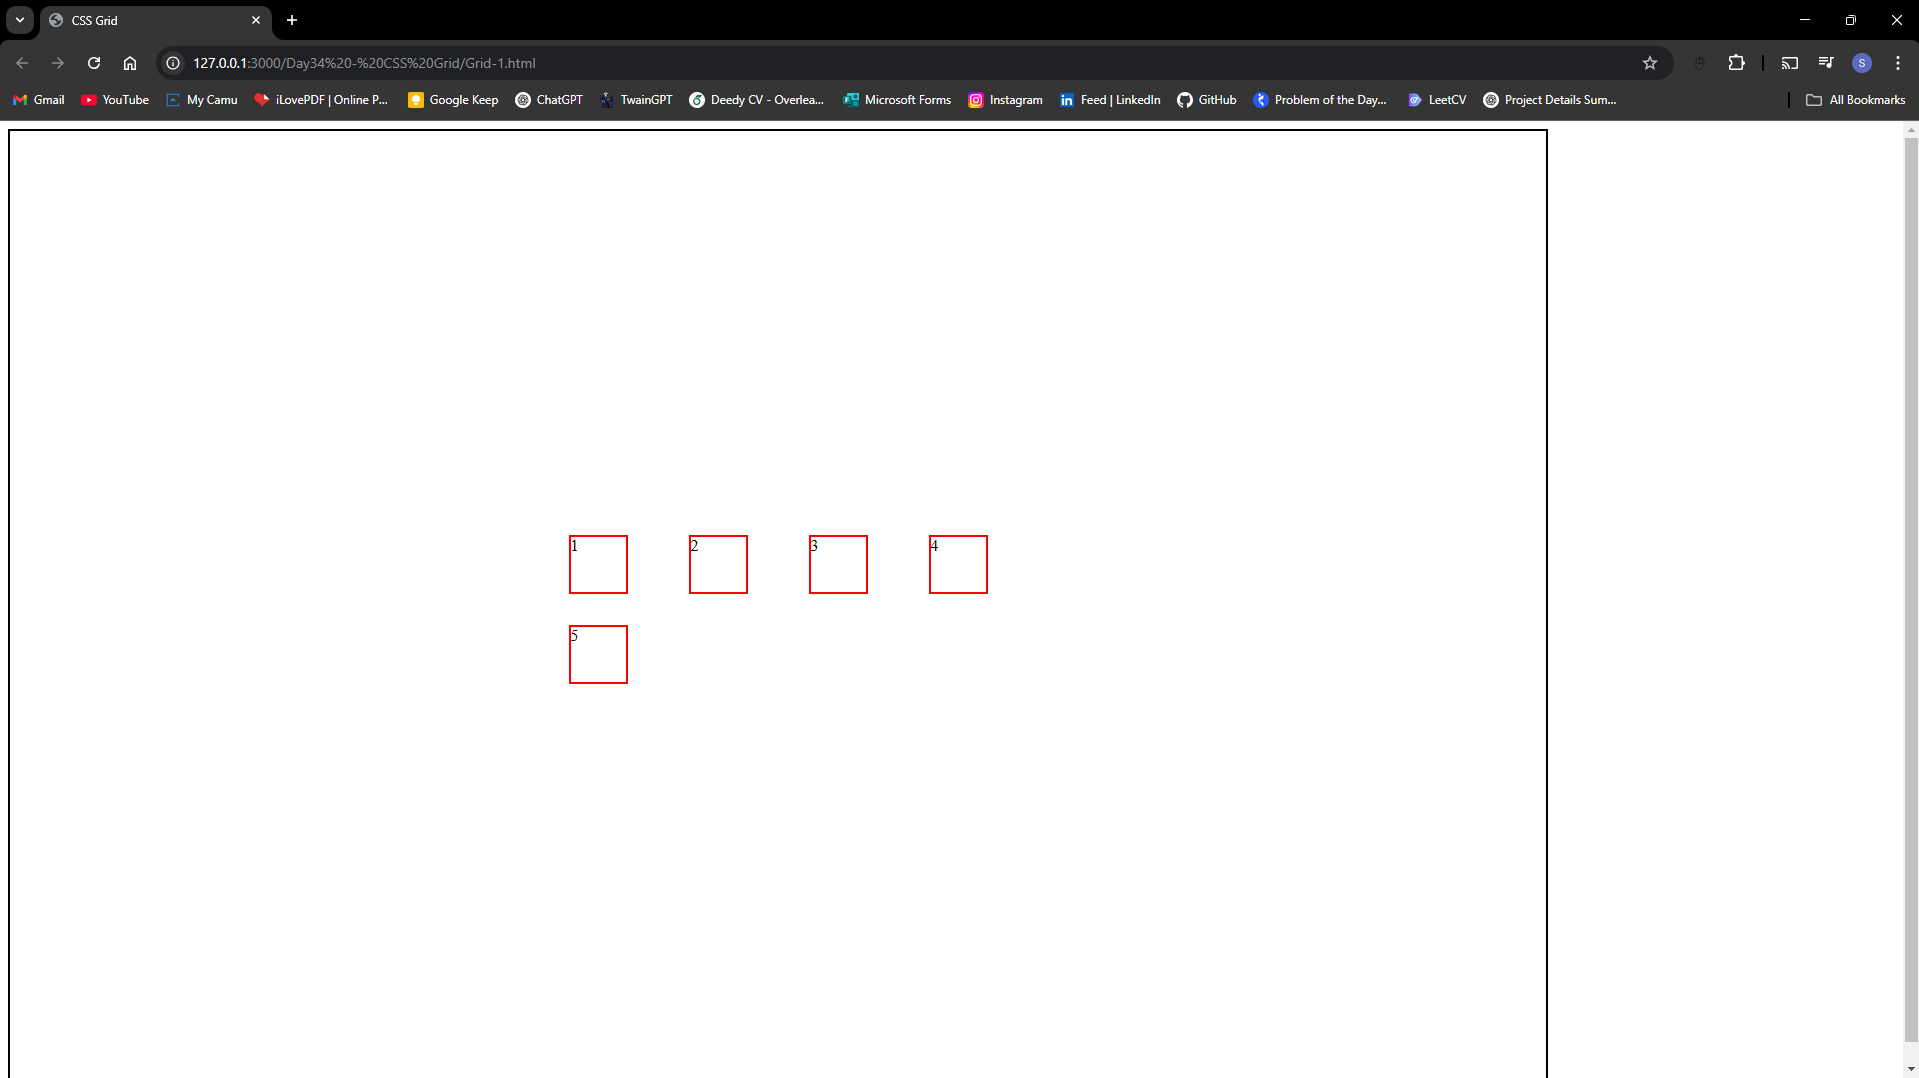 CSS Grid
127.0.0.1:3000/Day34%20-%20CSS%20Grid/Grid-1.html
S
Gmail YouTube My Camu iLovePDF | Online P... Google Keep ChatGPT TwainGPT Deedy CV - Overlea... Microsoft Forms Instagram Feed | LinkedIn GitHub Problem of the Day... LeetCV Project Details Sum... All Bookmarks
1 2 3 4
5